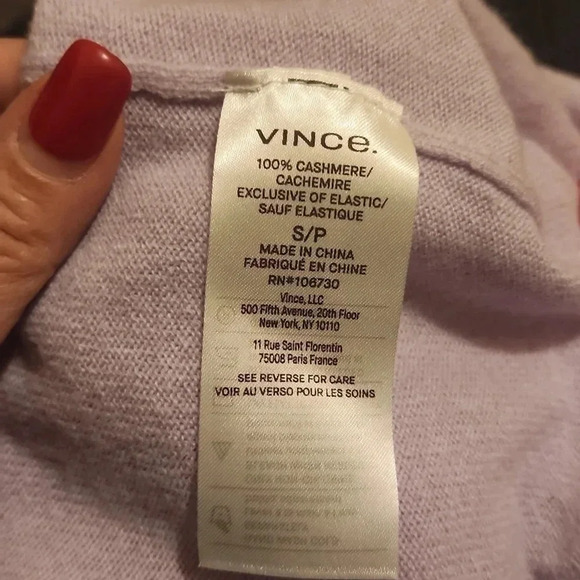 VINCe.
100% CASHMERE/
CACHEMIRE
EXCLUSIVE OF ELASTIC/
SAUF ELASTIQUE
S/P
MADE IN CHINA
FABRIQUÉ EN CHINE
RN#106730
Vince, LLC
500 Fifth Avenue, 20th Floor
New York, NY 10110
11 Rue Saint Florentin
75008 Paris France
SEE REVERSE FOR CARE
VOIR AU VERSO POUR LES SOINS